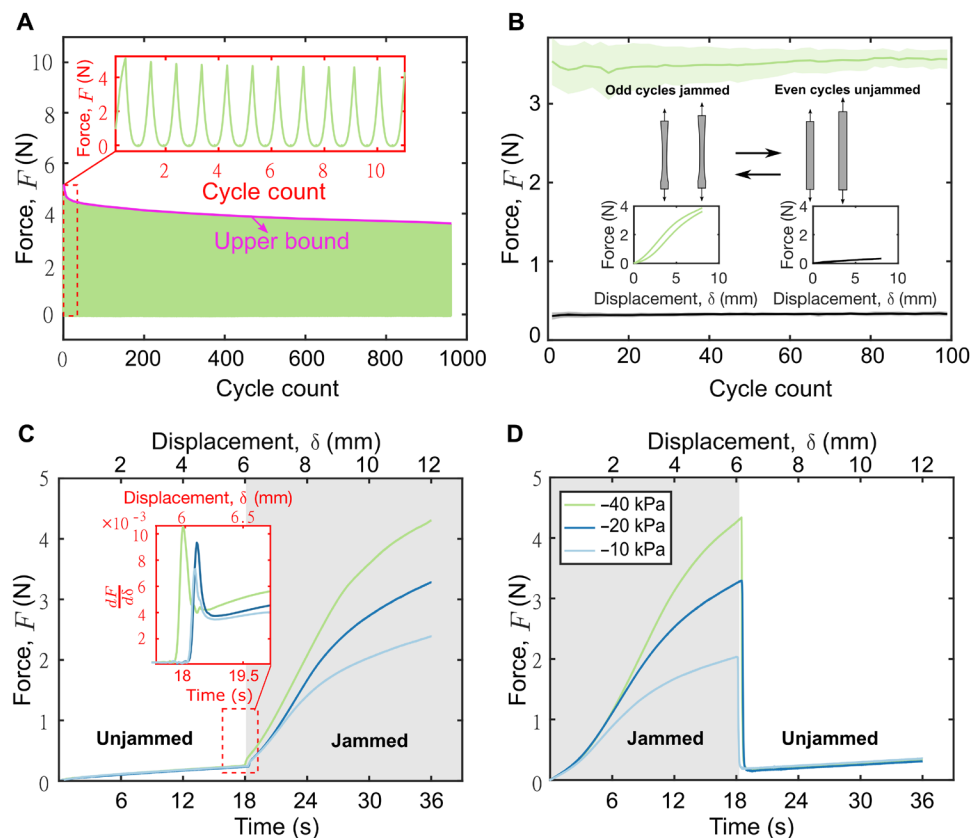 A
Force, F (N)
10
8
6
4
2
0
0
200
400
600
800
1000
Cycle count
Force, F (N)
4
2
0
2
4
6
8
10
Cycle count
Upper bound
B
Force, F (N)
3
2
1
0
0
20
40
60
80
100
Cycle count
Odd cycles jammed
Even cycles unjammed
Force (N)
4
2
0
0
5
10
Displacement, δ (mm)
Force (N)
4
2
0
0
5
10
Displacement, δ (mm)
C
Displacement, δ (mm)
2
4
6
8
10
12
Force, F (N)
5
4
3
2
1
0
6
12
18
24
30
36
Time (s)
Displacement, δ (mm)
6
6.5
×10⁻³
10
8
6
4
2
dF
dδ
18
19.5
Time (s)
Unjammed
Jammed
D
Displacement, δ (mm)
2
4
6
8
10
12
Force, F (N)
5
4
3
2
1
0
6
12
18
24
30
36
Time (s)
–40 kPa
–20 kPa
–10 kPa
Jammed
Unjammed